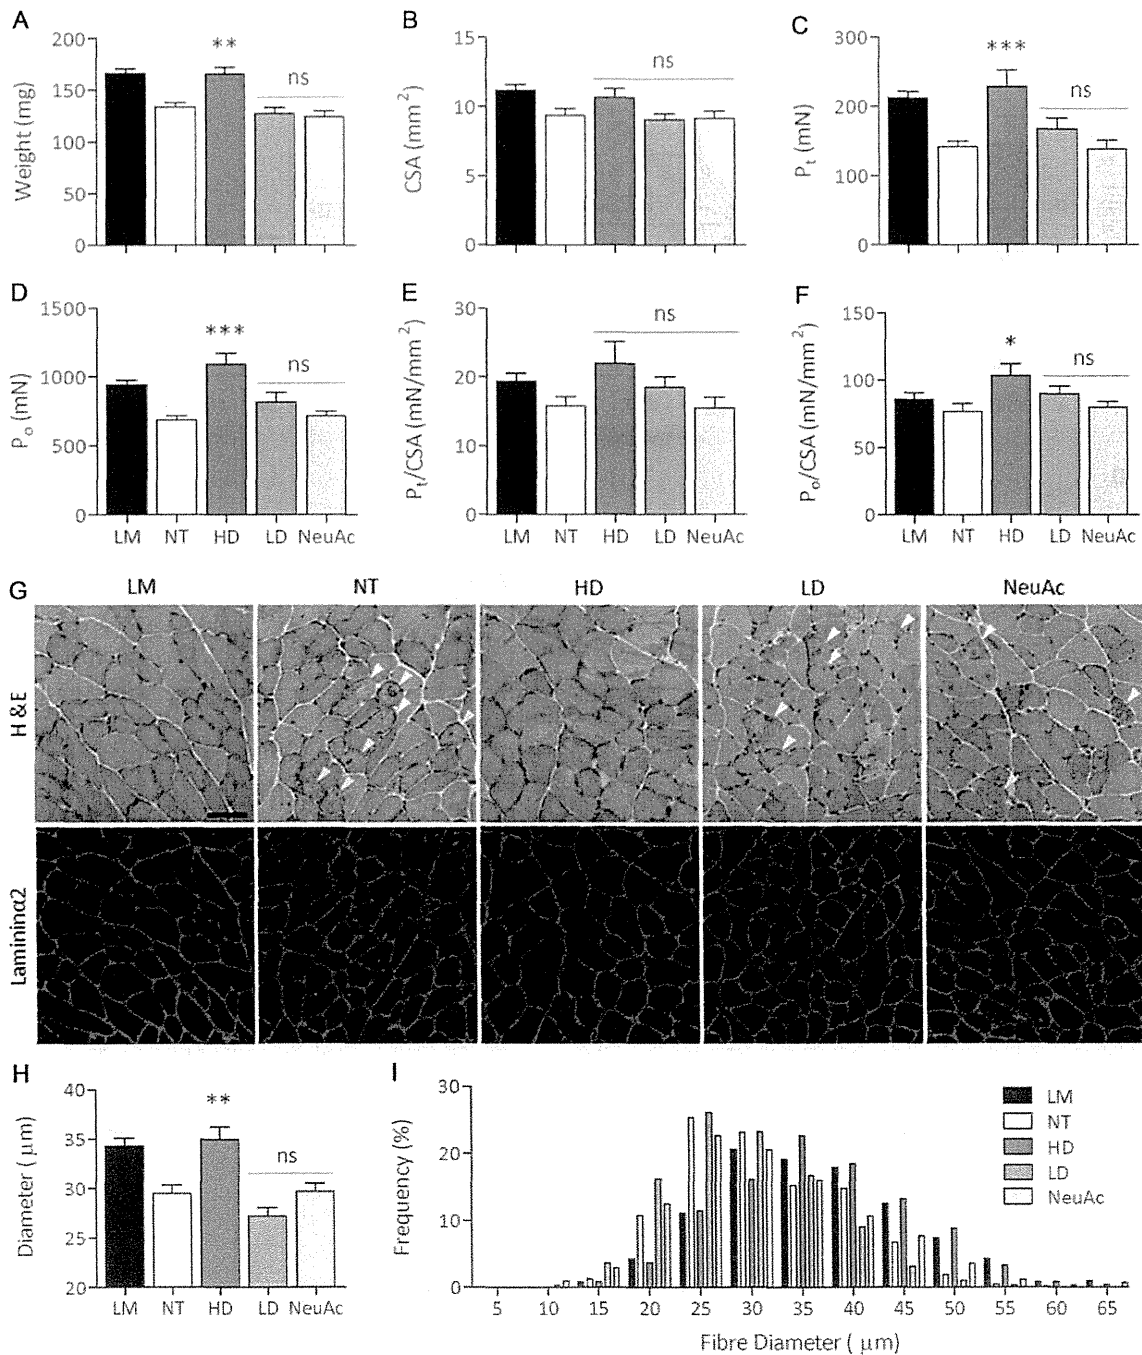 A
Weight (mg)
200
150
100
50
0
**
ns
B
CSA (mm²)
15
10
5
0
ns
C
Pt (mN)
300
200
100
0
***
ns
D
Po (mN)
1500
1000
500
0
***
ns
LM NT HD LD NeuAc
E
Pt/CSA (mN/mm²)
30
20
10
0
ns
LM NT HD LD NeuAc
F
Po/CSA (mN/mm²)
150
100
50
0
*
ns
LM NT HD LD NeuAc
G
LM NT HD LD NeuAc
H &E
Lamininα2
H
Diameter ( µm)
40
35
30
25
20
**
ns
LM NT HD LD NeuAc
I
Frequency (%)
30
20
10
0
LM
NT
HD
LD
NeuAc
5 10 15 20 25 30 35 40 45 50 55 60 65
Fibre Diameter ( µm)